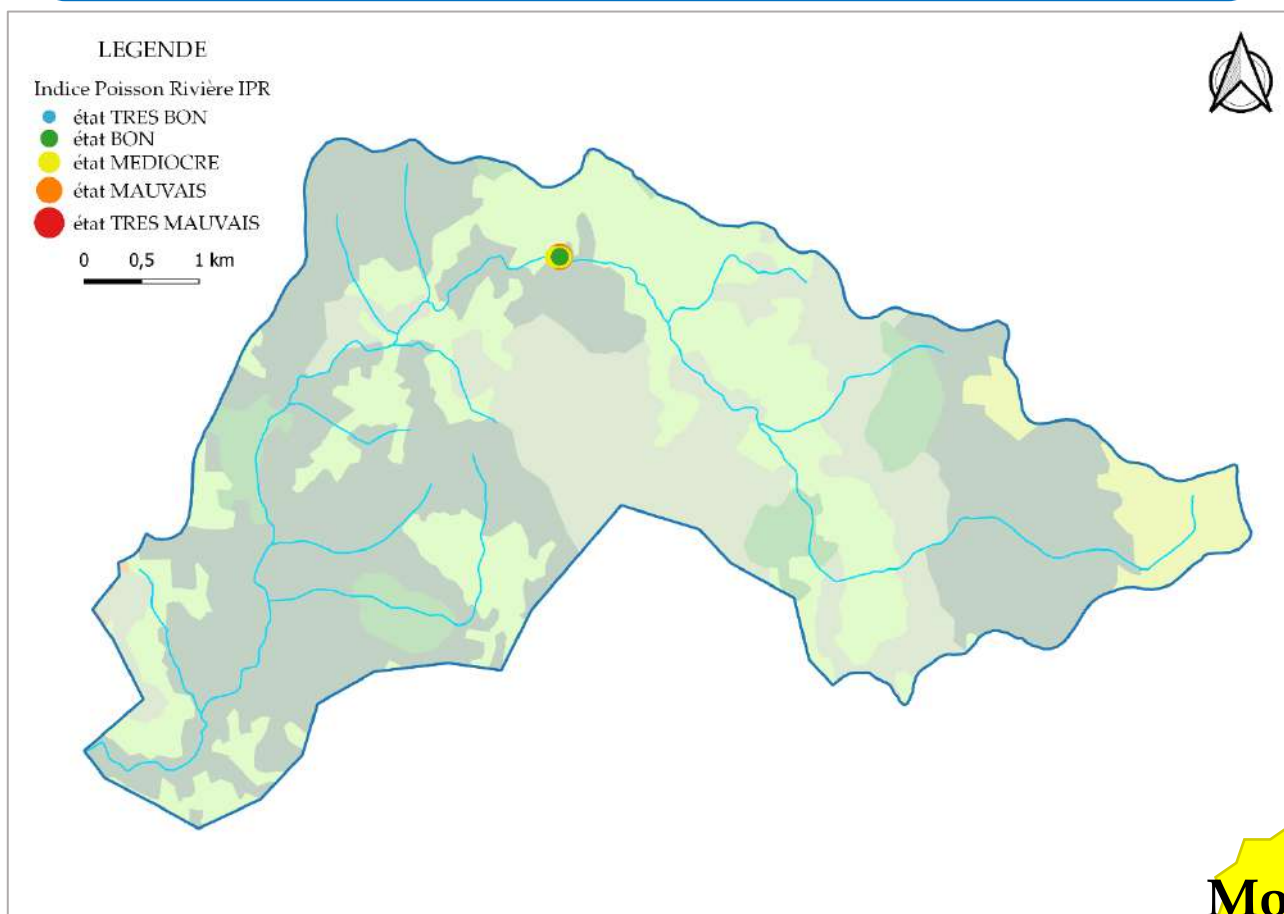 LEGENDE
Indice Poisson Rivière IPR
état TRES BON
état BON
état MEDIOCRE
état MAUVAIS
état TRES MAUVAIS
0 0,5 1 km
Mo